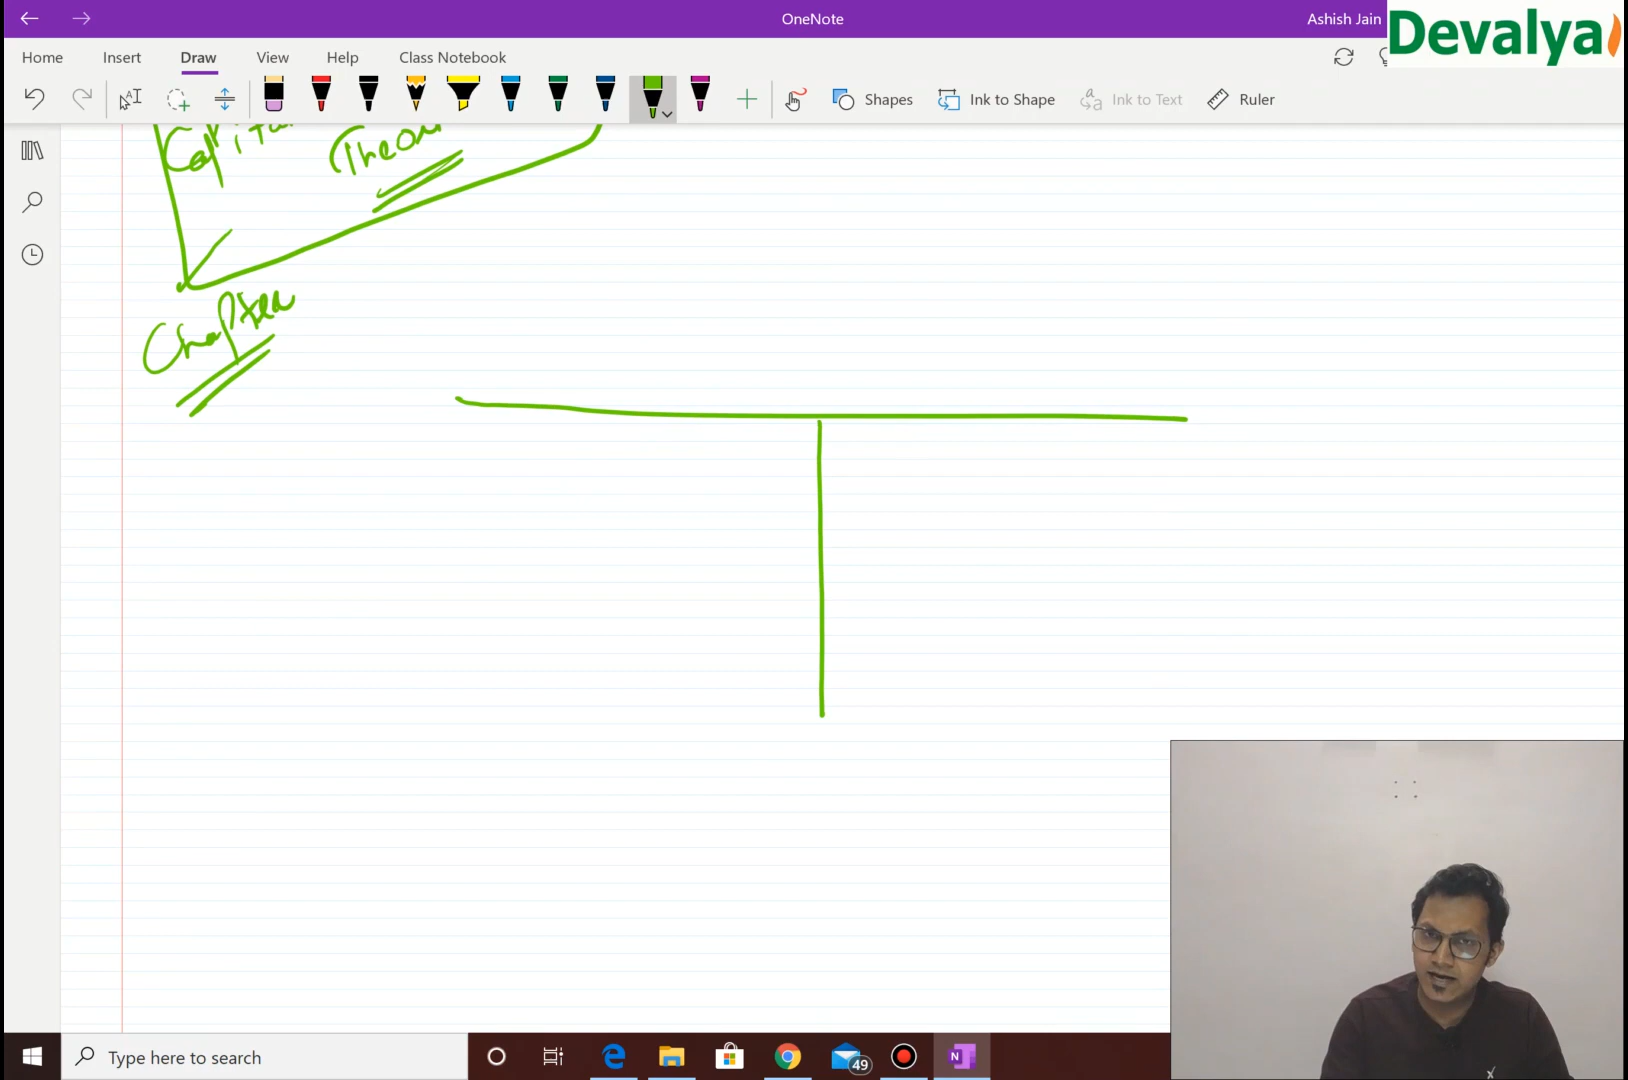 OneNote
Ashish Jain
Devalya
Home Insert Draw View Help Class Notebook
Shapes Ink to Shape Ink to Text Ruler
Chapter
Type here to search
49
N